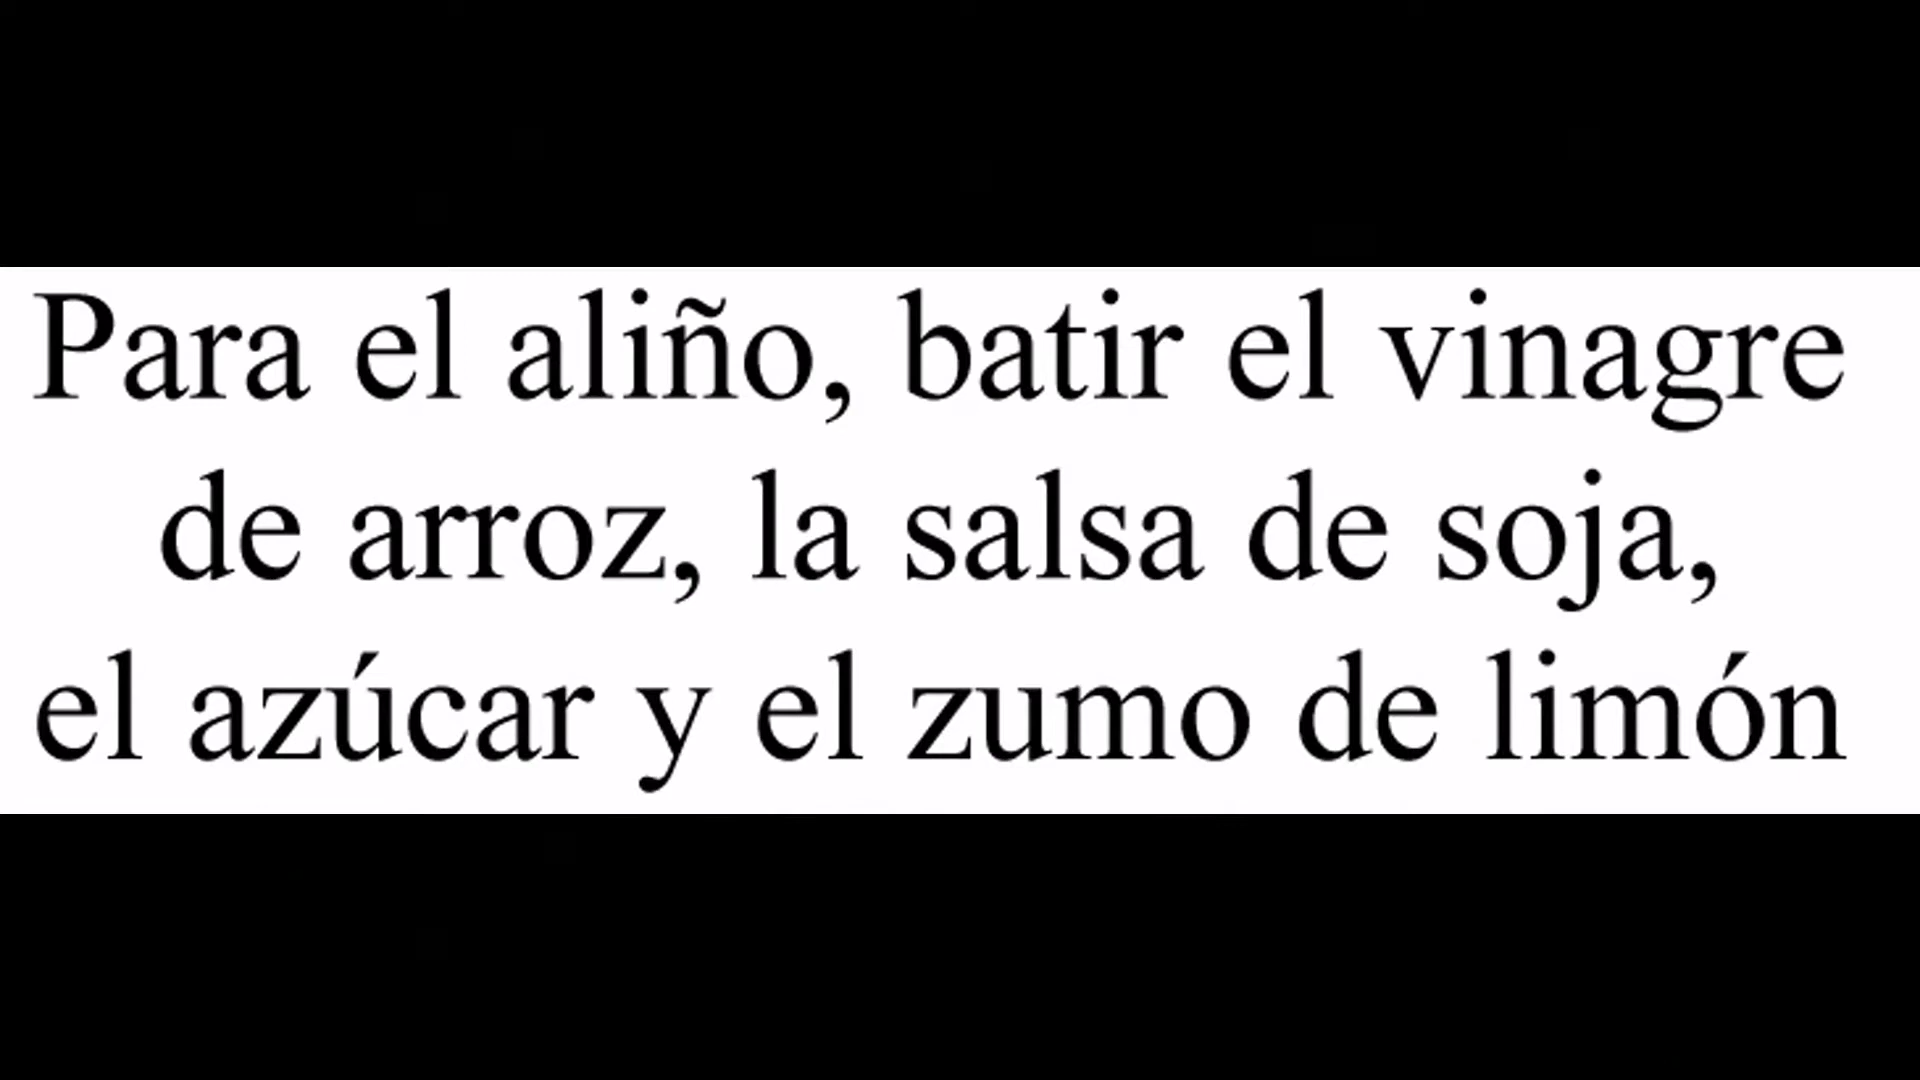 Para el aliño, batir el vinagre
de arroz, la salsa de soja,
el azúcar y el zumo de limón